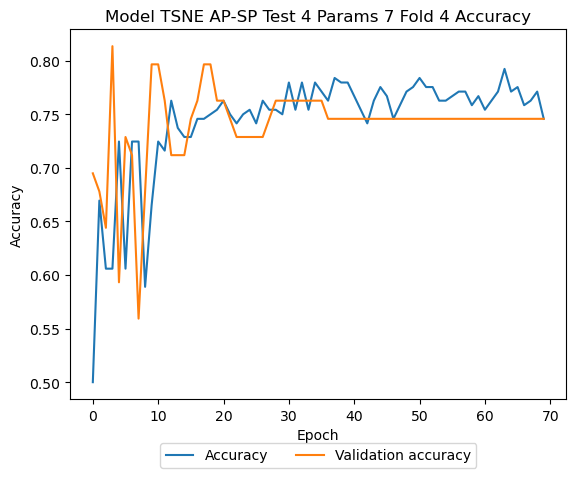 Model TSNE AP-SP Test 4 Params 7 Fold 4 Accuracy
0.80
0.75
0.70
0.65
0.60
0.55
0.50
Accuracy
0 10 20 30 40 50 60 70
Epoch
Accuracy Validation accuracy